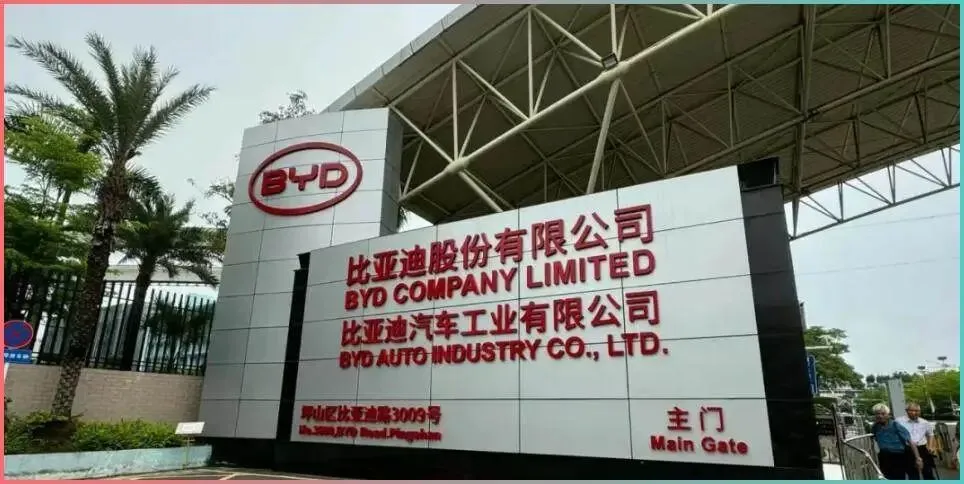 BYD
比亚迪股份有限公司
BYD COMPANY LIMITED
比亚迪汽车工业有限公司
BYD AUTO INDUSTRY CO., LTD.
坪山区比亚迪路3009号
No.3009,BYD Road,Pingshan
主门
Main Gate